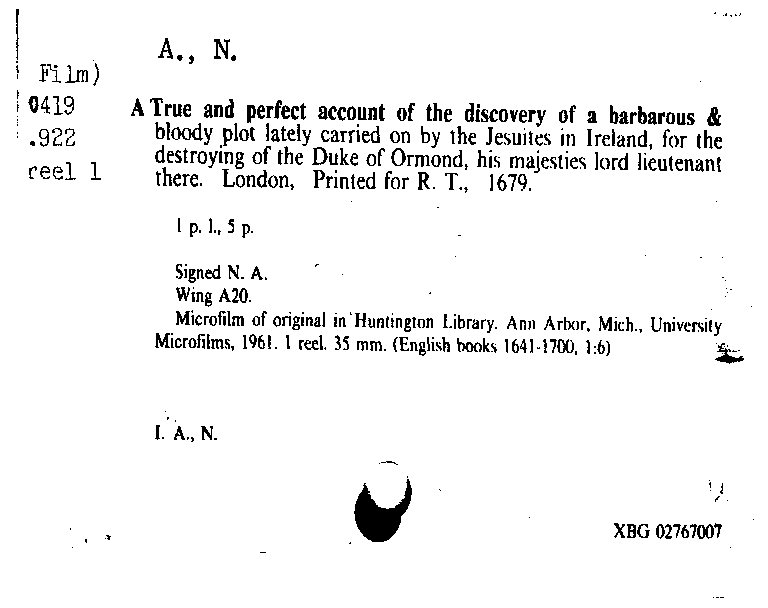 A., N.
Film)
0419
.922
reel 1
A True and perfect account of the discovery of a barbarous &
bloody plot lately carried on by the Jesuites in Ireland, for the
destroying of the Duke of Ormond, his majesties lord lieutenant
there. London, Printed for R. T., 1679.
1 p. l., 5 p.
Signed N. A.
Wing A20.
Microfilm of original in Huntington Library. Ann Arbor, Mich., University
Microfilms, 1961. 1 reel. 35 mm. (English books 1641-1700, 1:6)
I. A., N.
XBG 02767007